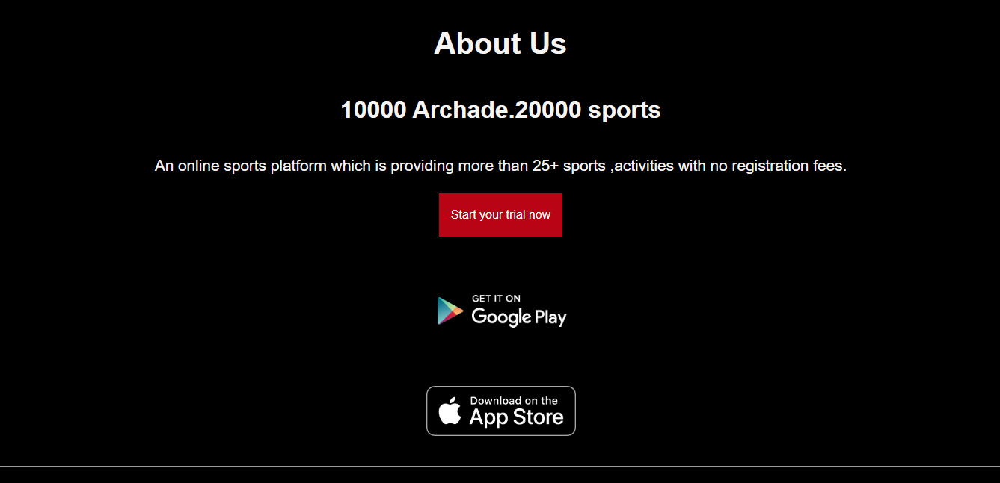 About Us
10000 Archade.20000 sports
An online sports platform which is providing more than 25+ sports ,activities with no registration fees.
Start your trial now
GET IT ON
Google Play
Download on the
App Store